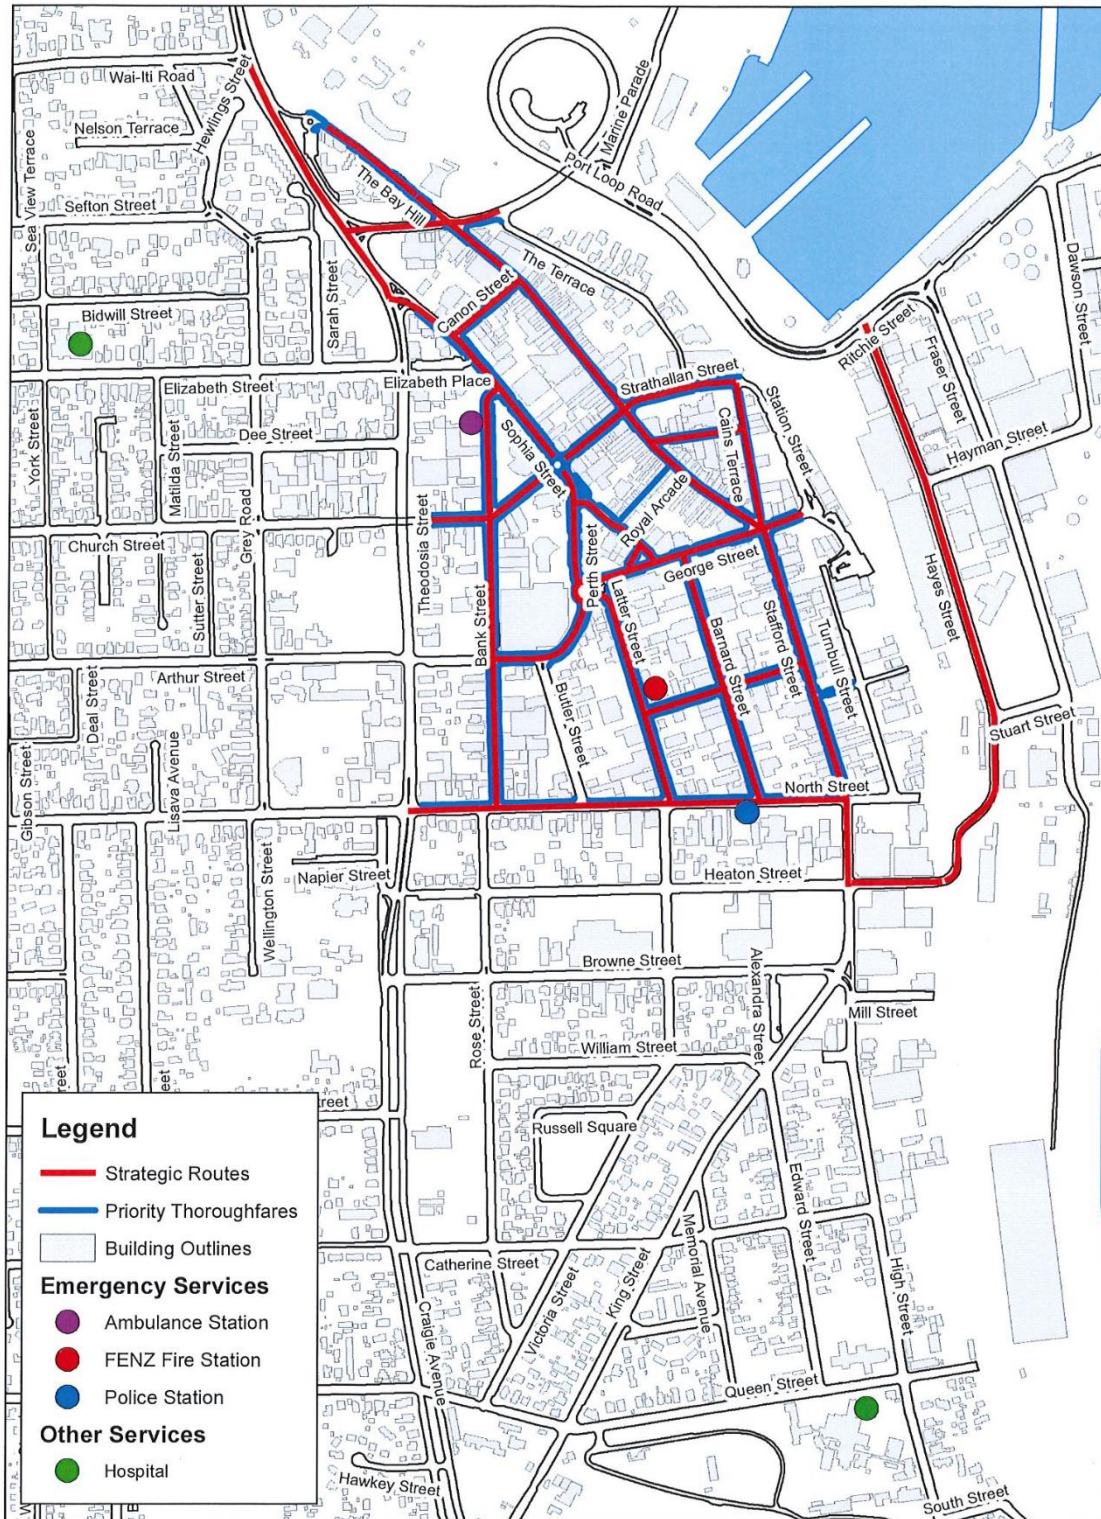 Wai-Iti Road
Hewlings Street
Nelson Terrace
Sea View Terrace
Sefton Street
The Bay Hill
Marine Parade
Port Loop Road
The Terrace
Canon Street
Sarah Street
Bidwill Street
Elizabeth Street
Elizabeth Place
Strathallan Street
Station Street
Ritchie Street
Fraser Street
Dawson Street
Hayman Street
York Street
Matilda Street
Dee Street
Grey Road
Sophia Street
Cains Terrace
Royal Arcade
Church Street
Sutter Street
Theodosia Street
Bank Street
Perth Street
George Street
Latter Street
Barnard Street
Stafford Street
Turnbull Street
Hayes Street
Stuart Street
Arthur Street
Deal Street
Butler Street
Gibson Street
Lisava Avenue
North Street
Napier Street
Heaton Street
Wellington Street
Browne Street
Alexandra Street
Mill Street
Rose Street
William Street
Russell Square
Edward Street
Memorial Avenue
High Street
Catherine Street
Victoria Street
King Street
Craigie Avenue
Queen Street
Hawkey Street
South Street
Legend
Strategic Routes
Priority Thoroughfares
Building Outlines
Emergency Services
Ambulance Station
FENZ Fire Station
Police Station
Other Services
Hospital